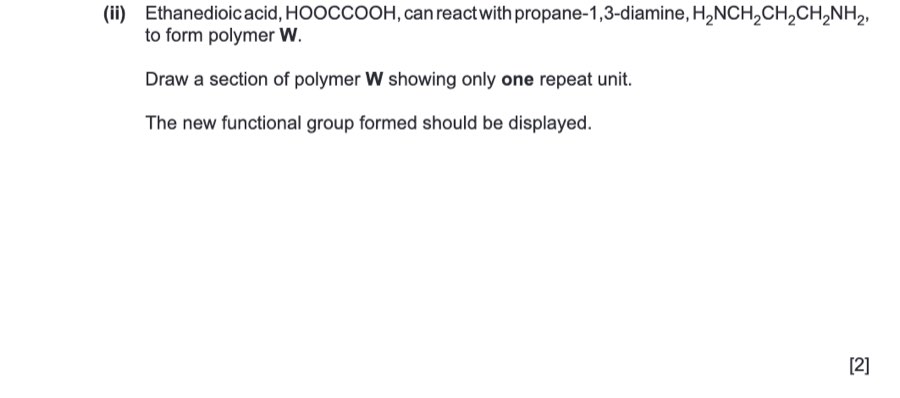 (ii) Ethanedioic acid, HOOCCOOH, can react with propane-1,3-diamine, H₂NCH₂CH₂CH₂NH₂,
to form polymer W.
Draw a section of polymer W showing only one repeat unit.
The new functional group formed should be displayed.
[2]